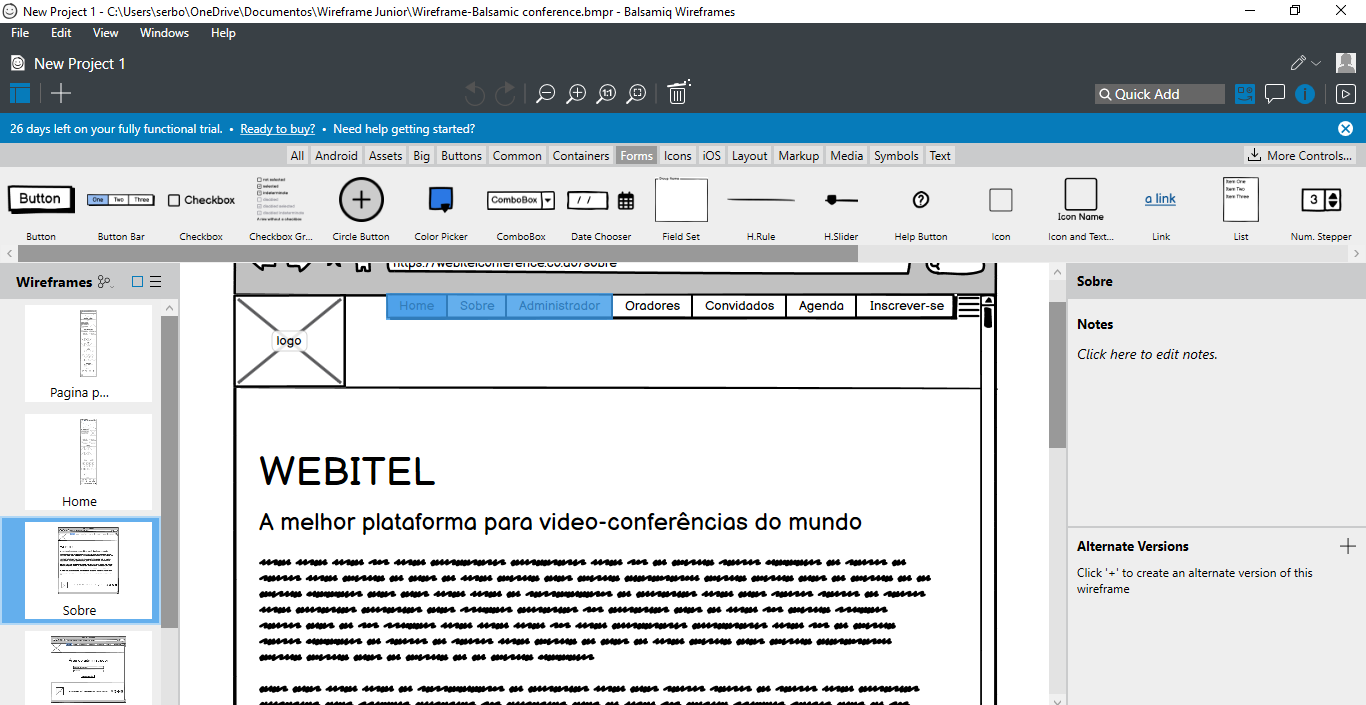 New Project 1 - C:\Users\serbo\OneDrive\Documentos\Wireframe Junior\Wireframe-Balsamic conference.bmpr - Balsamiq Wireframes
File Edit View Windows Help
New Project 1
Quick Add
26 days left on your fully functional trial. • Ready to buy? • Need help getting started?
All Android Assets Big Buttons Common Containers Forms Icons iOS Layout Markup Media Symbols Text More Controls...
Button One Two Three Checkbox ComboBox / / Icon Name a link Item One Item Two Item Three 3
Button Button Bar Checkbox Checkbox Gr... Circle Button Color Picker ComboBox Date Chooser Field Set H.Rule H.Slider Help Button Icon Icon and Text... Link List Num. Stepper
Wireframes
Pagina p...
Home
Sobre
https://webitelconference.co.ao/sobre
Home Sobre Administrador Oradores Convidados Agenda Inscrever-se
logo
WEBITEL
A melhor plataforma para video-conferências do mundo
Sobre
Notes
Click here to edit notes.
Alternate Versions
Click '+' to create an alternate version of this
wireframe